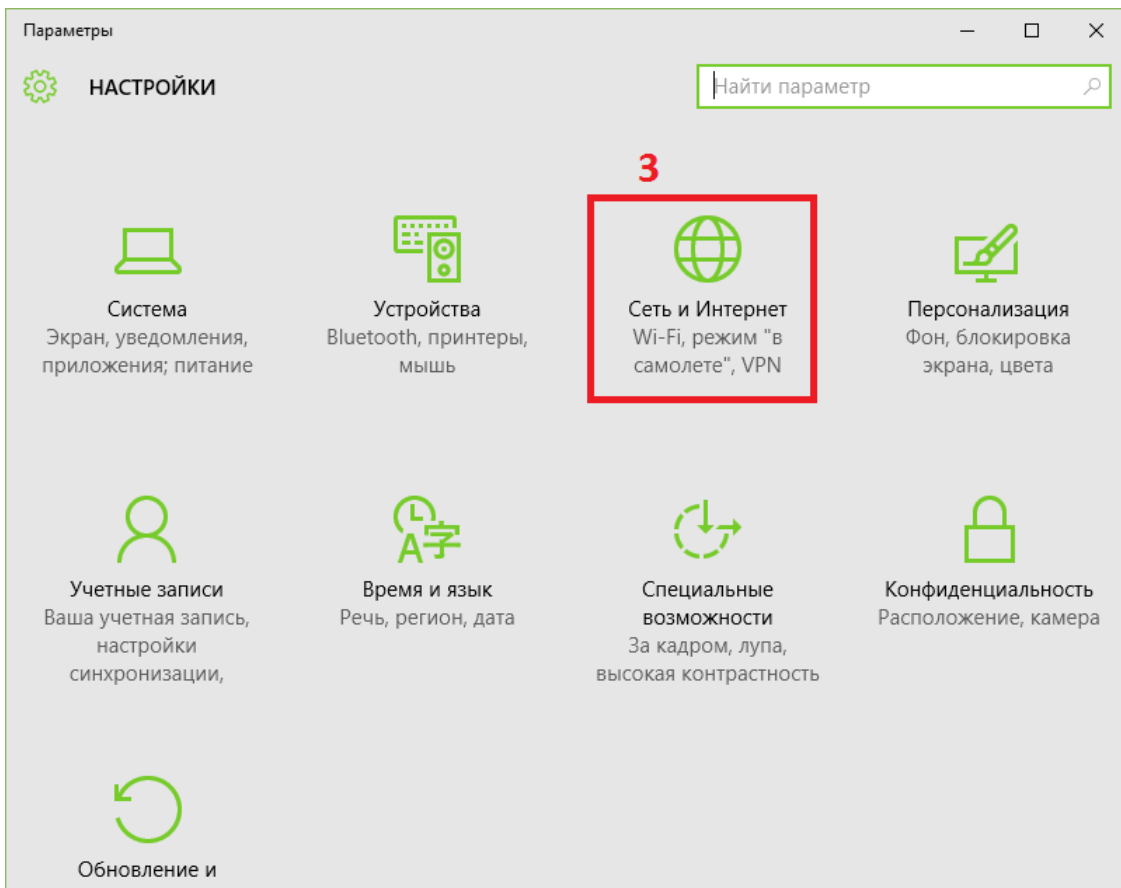 Параметры
НАСТРОЙКИ
Найти параметр
3
Система
Экран, уведомления,
приложения; питание
Устройства
Bluetooth, принтеры,
мышь
Сеть и Интернет
Wi-Fi, режим "в
самолете", VPN
Персонализация
Фон, блокировка
экрана, цвета
Учетные записи
Ваша учетная запись,
настройки
синхронизации,
A字
Время и язык
Речь, регион, дата
Специальные
возможности
За кадром, лупа,
высокая контрастность
Конфиденциальность
Расположение, камера
Обновление и